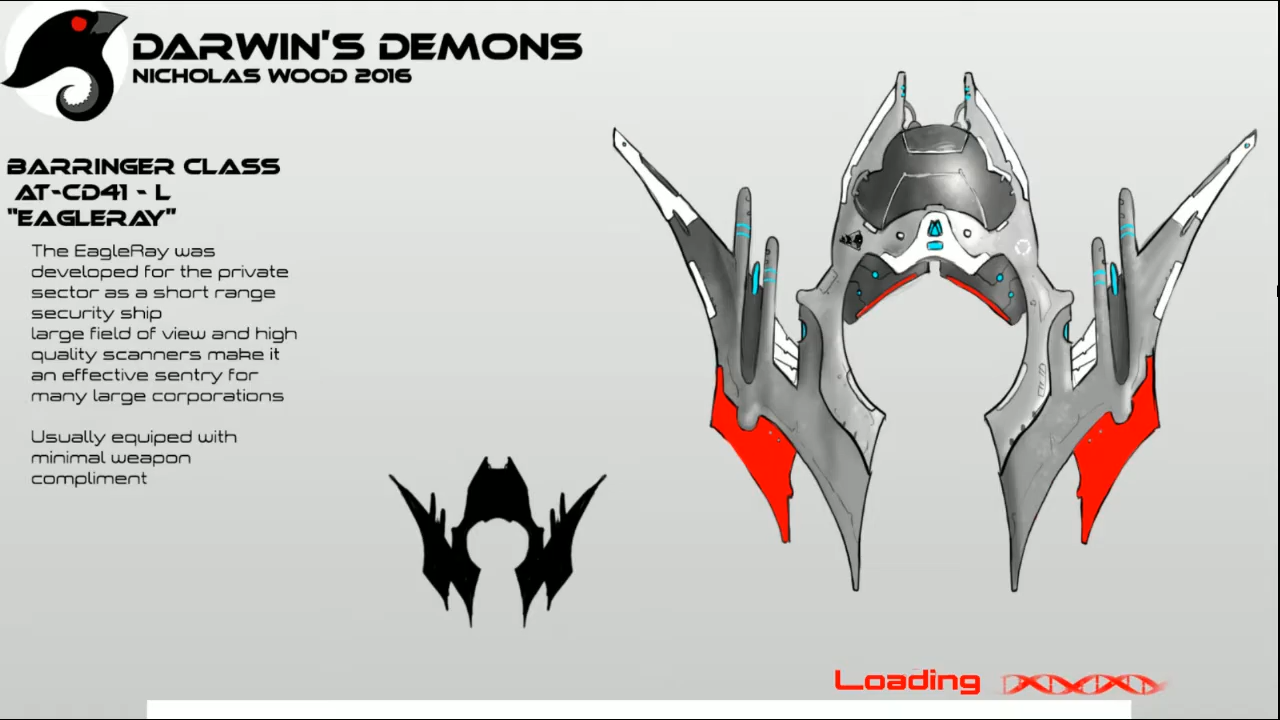 DARWIN'S DEMONS
NICHOLAS WOOD 2016
BARRINGER CLASS
AT-CD41 - L
"EAGLERAY"
The EagleRay was
developed for the private
sector as a short range
security ship
large field of view and high
quality scanners make it
an effective sentry for
many large corporations
Usually equiped with
minimal weapon
compliment
Loading